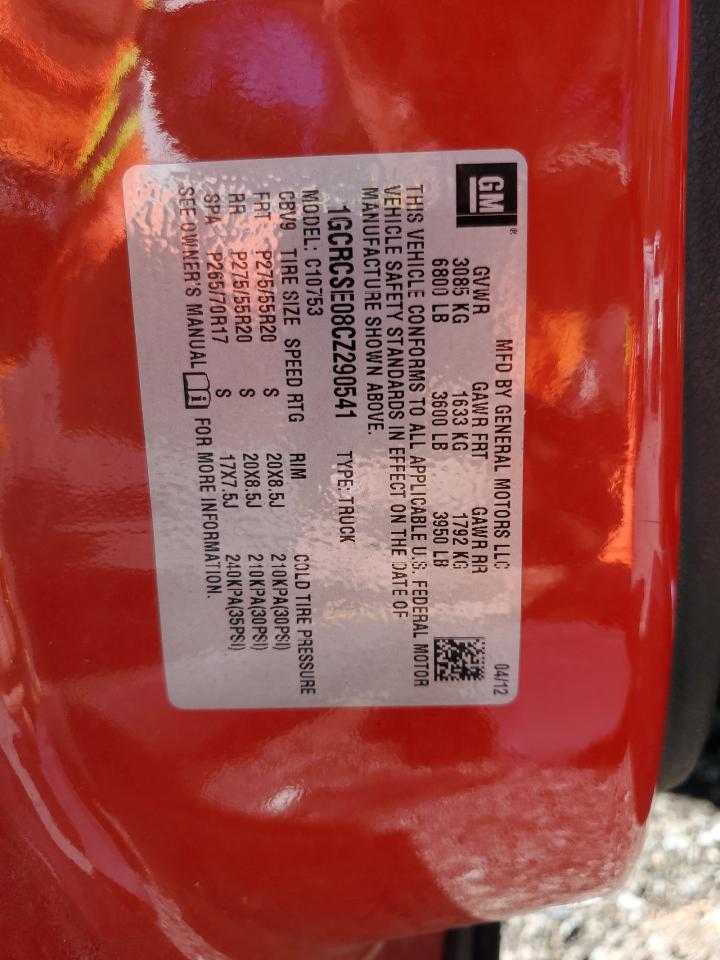 GM®
MFD BY GENERAL MOTORS LLC 04/12
GVWR GAWR FRT GAWR RR
3085 KG 1633 KG 1792 KG
6800 LB 3600 LB 3950 LB
THIS VEHICLE CONFORMS TO ALL APPLICABLE U.S. FEDERAL MOTOR
VEHICLE SAFETY STANDARDS IN EFFECT ON THE DATE OF
MANUFACTURE SHOWN ABOVE.
1GCRCSE08CZ290541 TYPE: TRUCK
MODEL: C10753 COLD TIRE PRESSURE
CBV9 TIRE SIZE SPEED RTG RIM
FRT P275/55R20 S 20X8.5J 210KPA(30PSI)
RR P275/55R20 S 20X8.5J 210KPA(30PSI)
SPA P265/70R17 S 17X7.5J 240KPA(35PSI)
SEE OWNER'S MANUAL i FOR MORE INFORMATION.